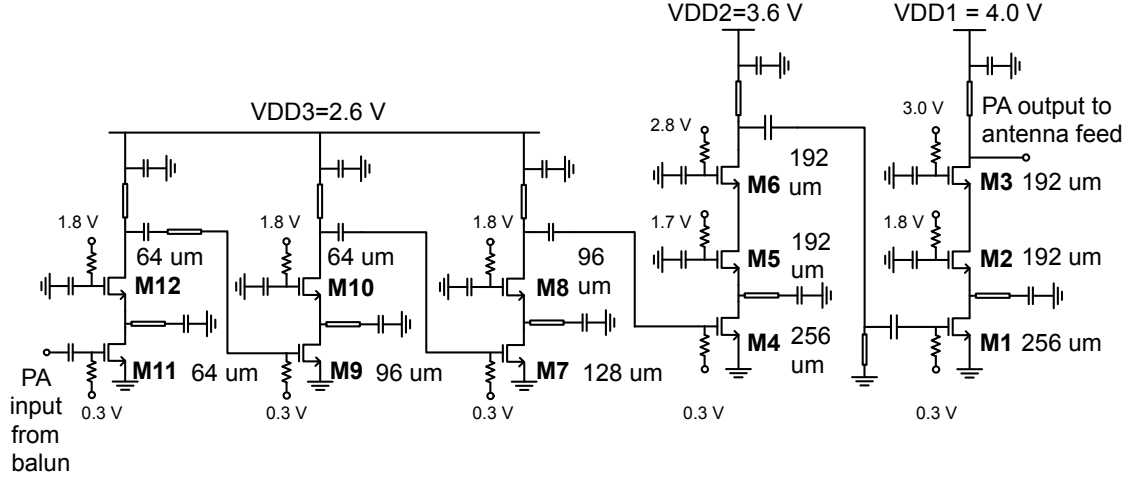 VDD2=3.6 V
VDD1 = 4.0 V
VDD3=2.6 V
PA output to
antenna feed
2.8 V
3.0 V
192
um
M6
M3 192 um
1.8 V
1.8 V
1.8 V
1.7 V
1.8 V
64 um
64 um
96
um
192
um
M12
M10
M8
M5
M2 192 um
M11 64 um
M9 96 um
M7 128 um
M4 256
um
M1 256 um
PA
input
from
balun
0.3 V
0.3 V
0.3 V
0.3 V
0.3 V